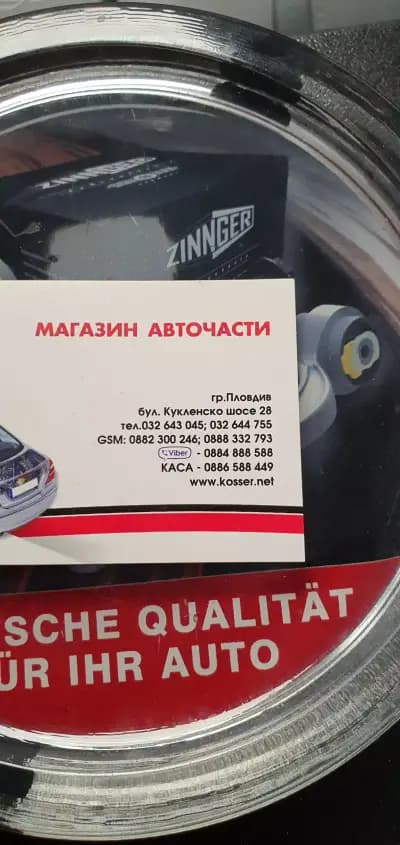 ZINNGER
ZINNGER
МАГАЗИН АВТОЧАСТИ
гр.Пловдив
бул. Кукленско шосе 28
тел.032 643 045; 032 644 755
GSM: 0882 300 246; 0888 332 793
Viber - 0884 888 588
КАСА - 0886 588 449
www.kosser.net
SCHE QUALITÄT
ÜR IHR AUTO